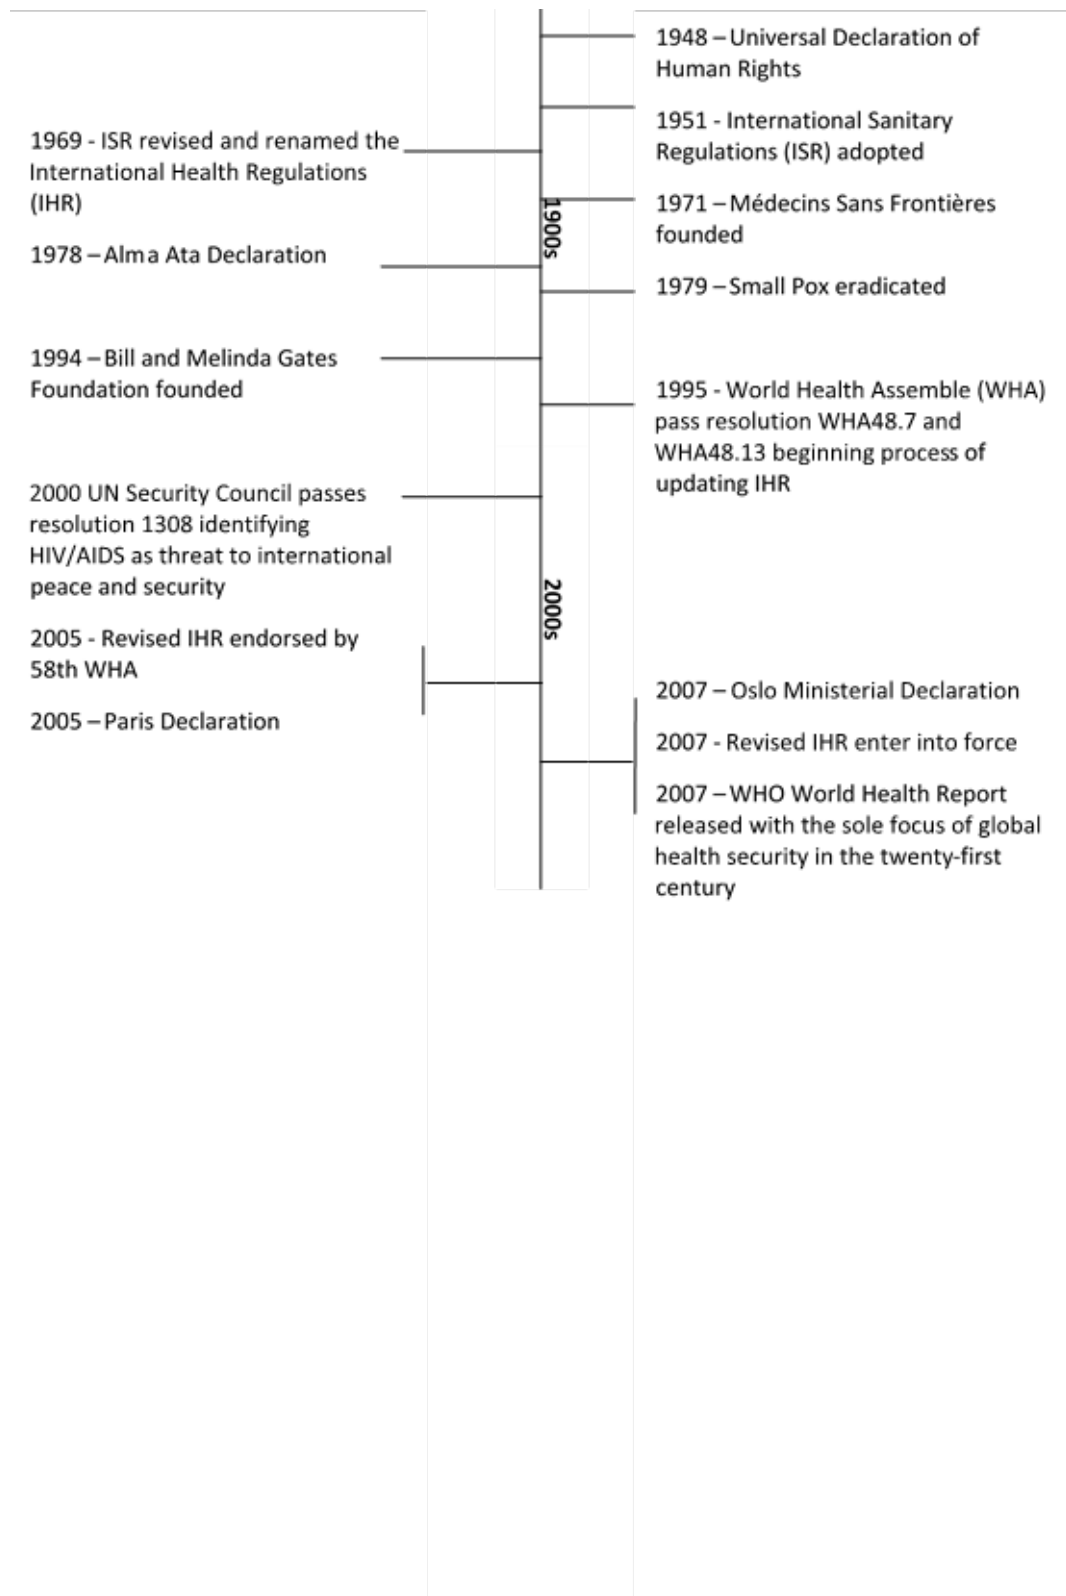 1948 – Universal Declaration of
Human Rights
1951 - International Sanitary
Regulations (ISR) adopted
1969 - ISR revised and renamed the
International Health Regulations
(IHR)
1971 – Médecins Sans Frontières
founded
1900s
1978 – Alma Ata Declaration
1979 – Small Pox eradicated
1994 – Bill and Melinda Gates
Foundation founded
1995 - World Health Assemble (WHA)
pass resolution WHA48.7 and
WHA48.13 beginning process of
updating IHR
2000 UN Security Council passes
resolution 1308 identifying
HIV/AIDS as threat to international
peace and security
2000s
2005 - Revised IHR endorsed by
58th WHA
2005 – Paris Declaration
2007 – Oslo Ministerial Declaration
2007 - Revised IHR enter into force
2007 – WHO World Health Report
released with the sole focus of global
health security in the twenty-first
century